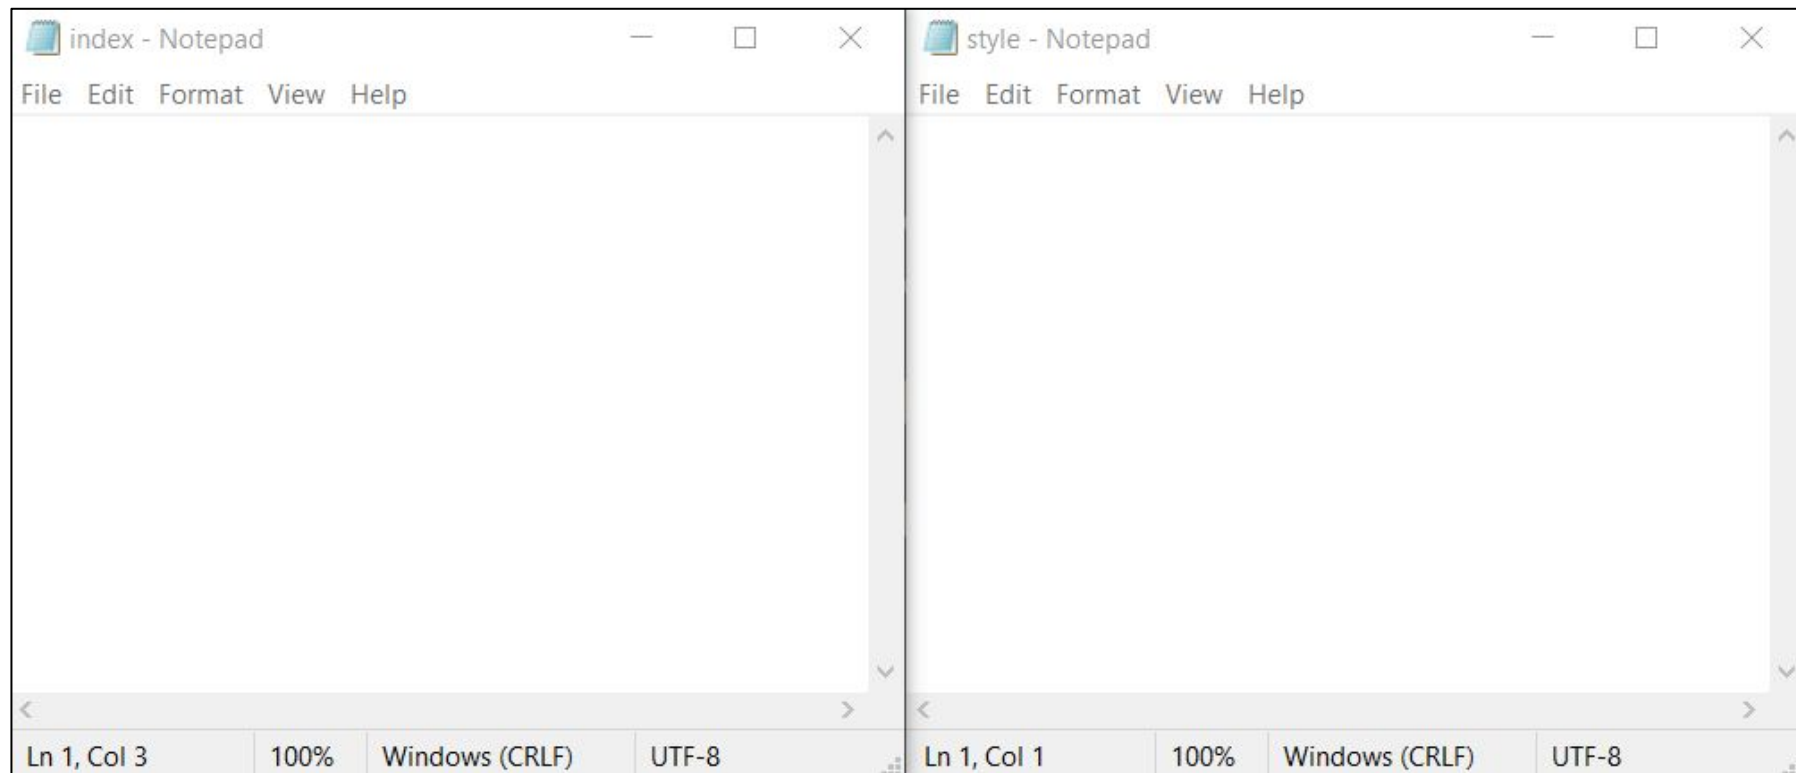 index - Notepad
File Edit Format View Help
Ln 1, Col 3 100% Windows (CRLF) UTF-8
style - Notepad
File Edit Format View Help
Ln 1, Col 1 100% Windows (CRLF) UTF-8